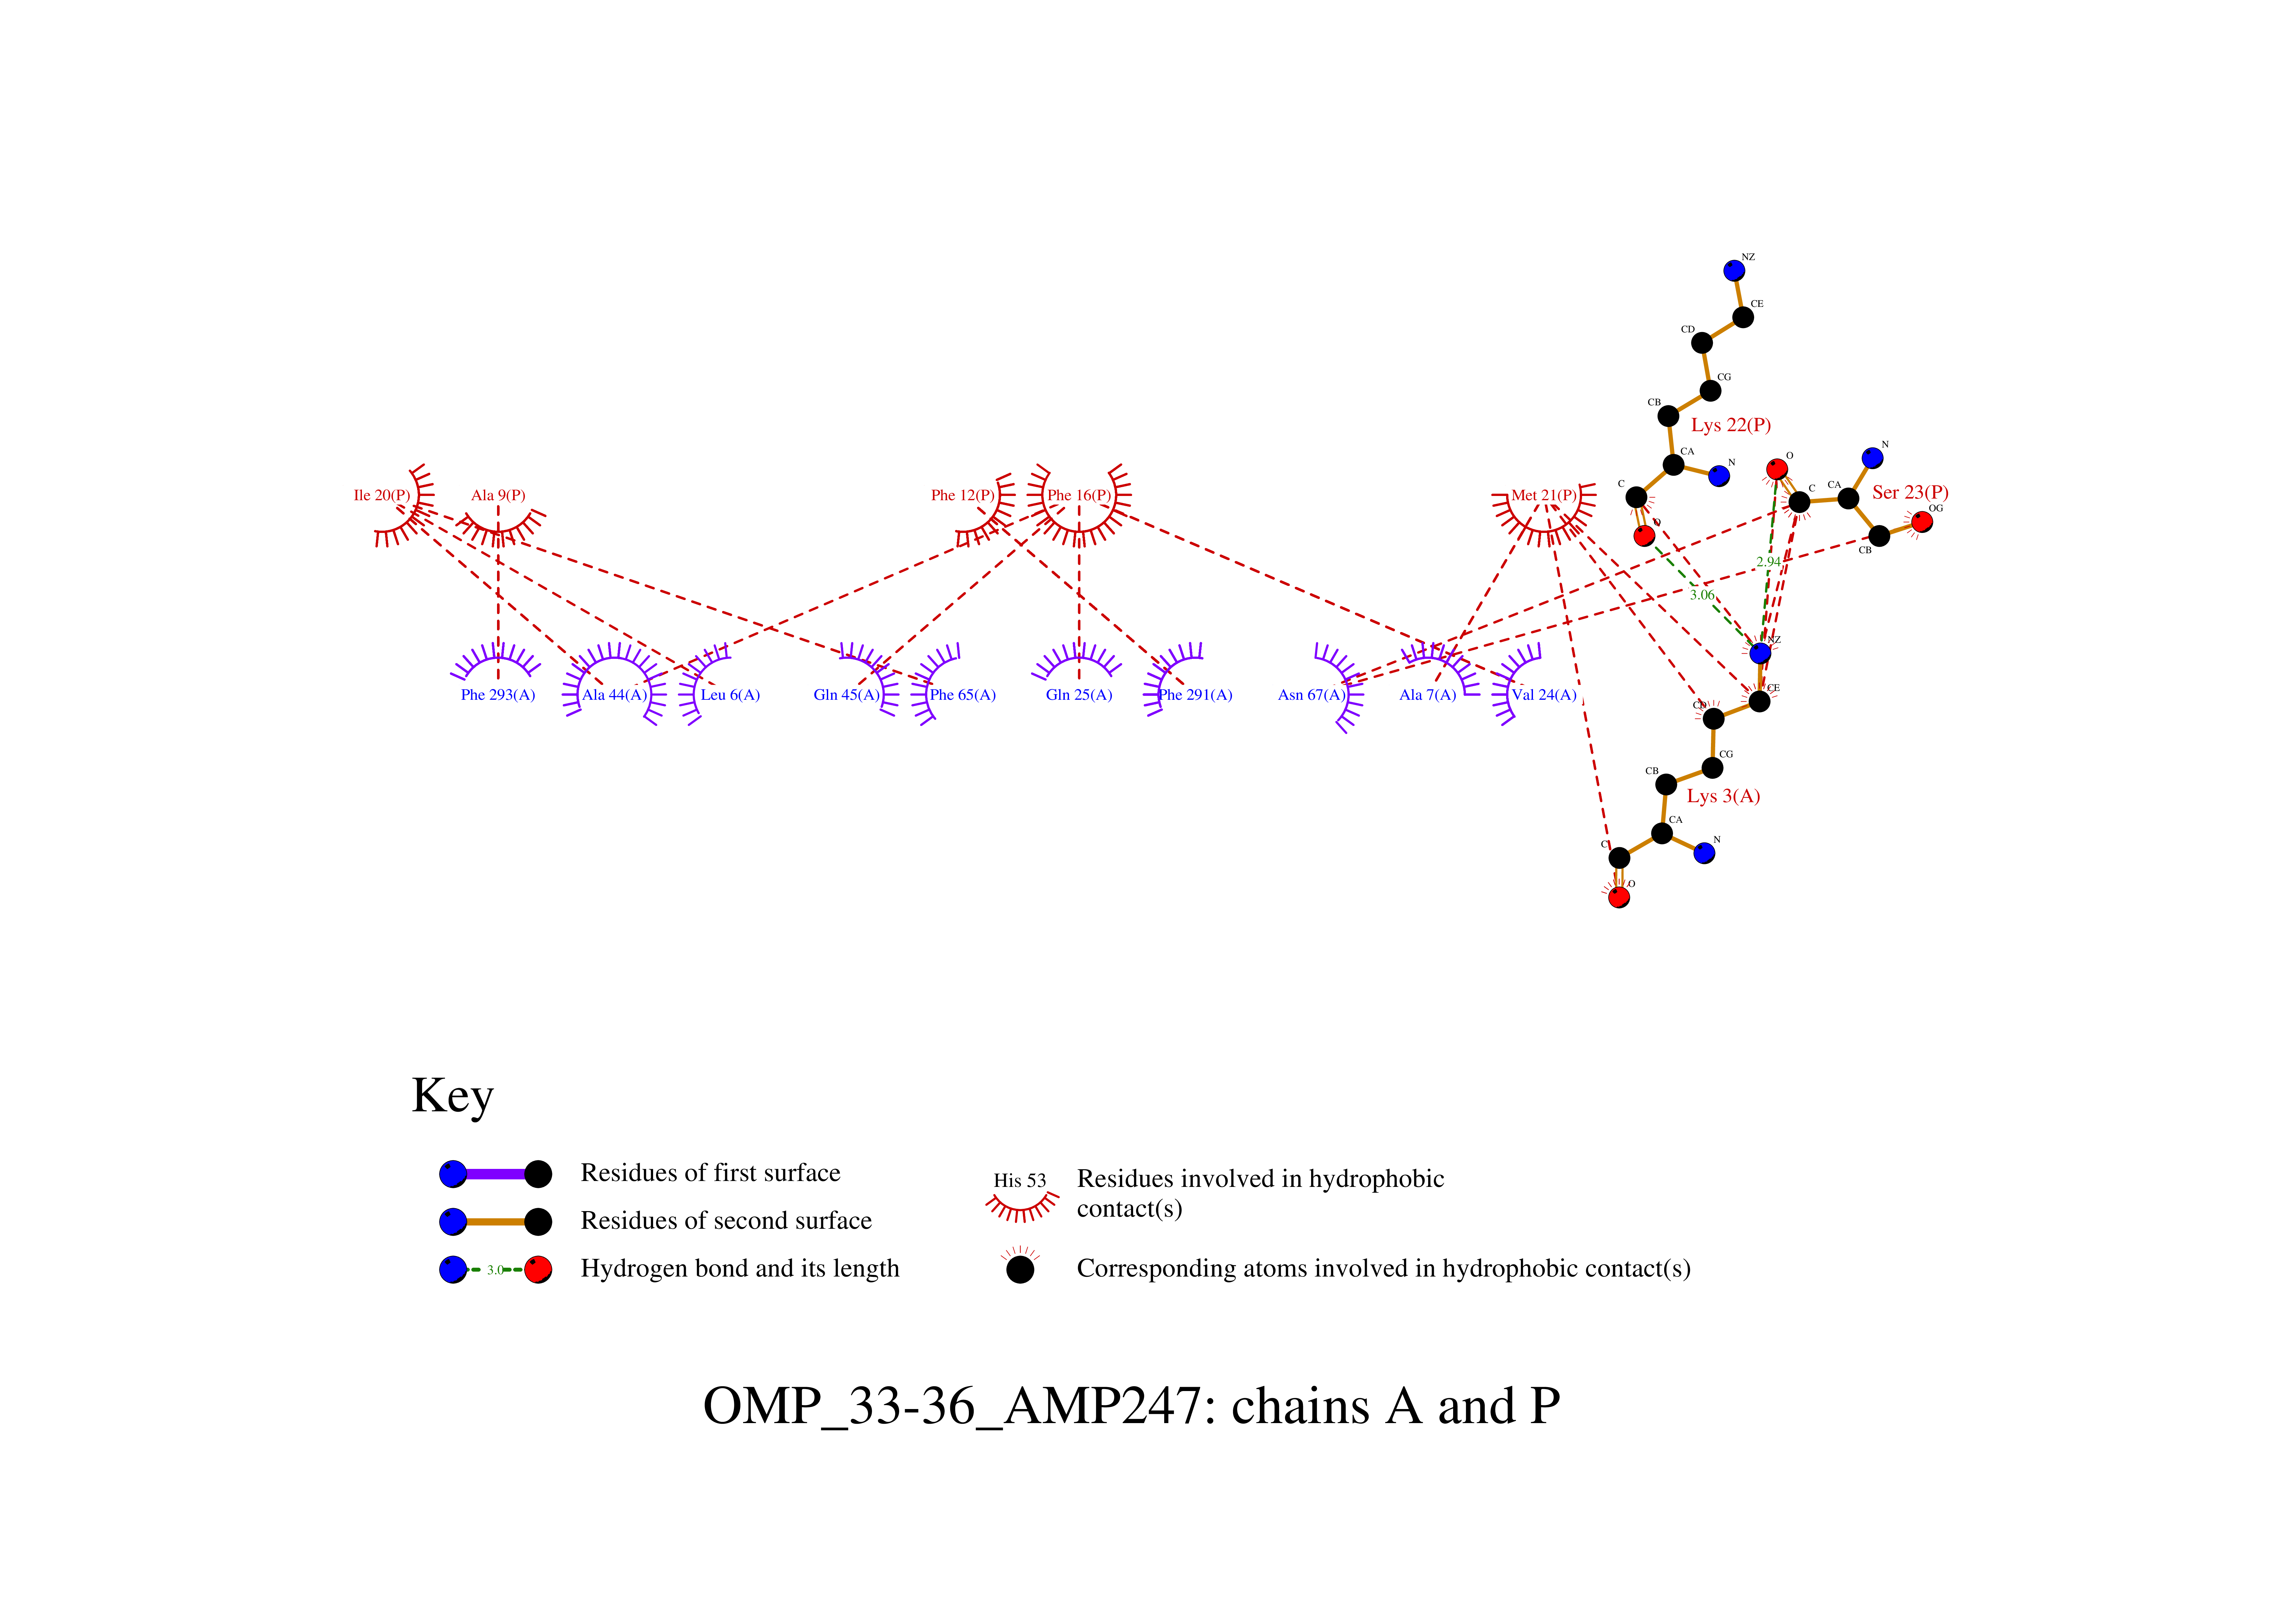 NZ
CE
CD
CG
CB
Lys 22(P)
CA
N
C
O
O
N
C
CA
Ser 23(P)
OG
CB
Ile 20(P)
Ala 9(P)
Phe 12(P)
Phe 16(P)
Met 21(P)
2.94
3.06
Phe 293(A)
Ala 44(A)
Leu 6(A)
Gln 45(A)
Phe 65(A)
Gln 25(A)
Phe 291(A)
Asn 67(A)
Ala 7(A)
Val 24(A)
NZ
CE
CD
CG
CB
Lys 3(A)
CA
N
C
O
Key
Residues of first surface
Residues of second surface
3.0
Hydrogen bond and its length
His 53
Residues involved in hydrophobic
contact(s)
Corresponding atoms involved in hydrophobic contact(s)
OMP_33-36_AMP247: chains A and P